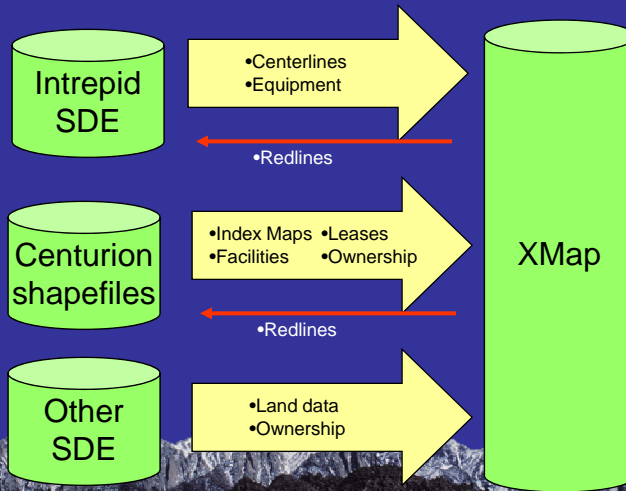 Intrepid
SDE
•Centerlines
•Equipment
•Redlines
Centurion
shapefiles
•Index Maps •Leases
•Facilities •Ownership
•Redlines
Other
SDE
•Land data
•Ownership
XMap